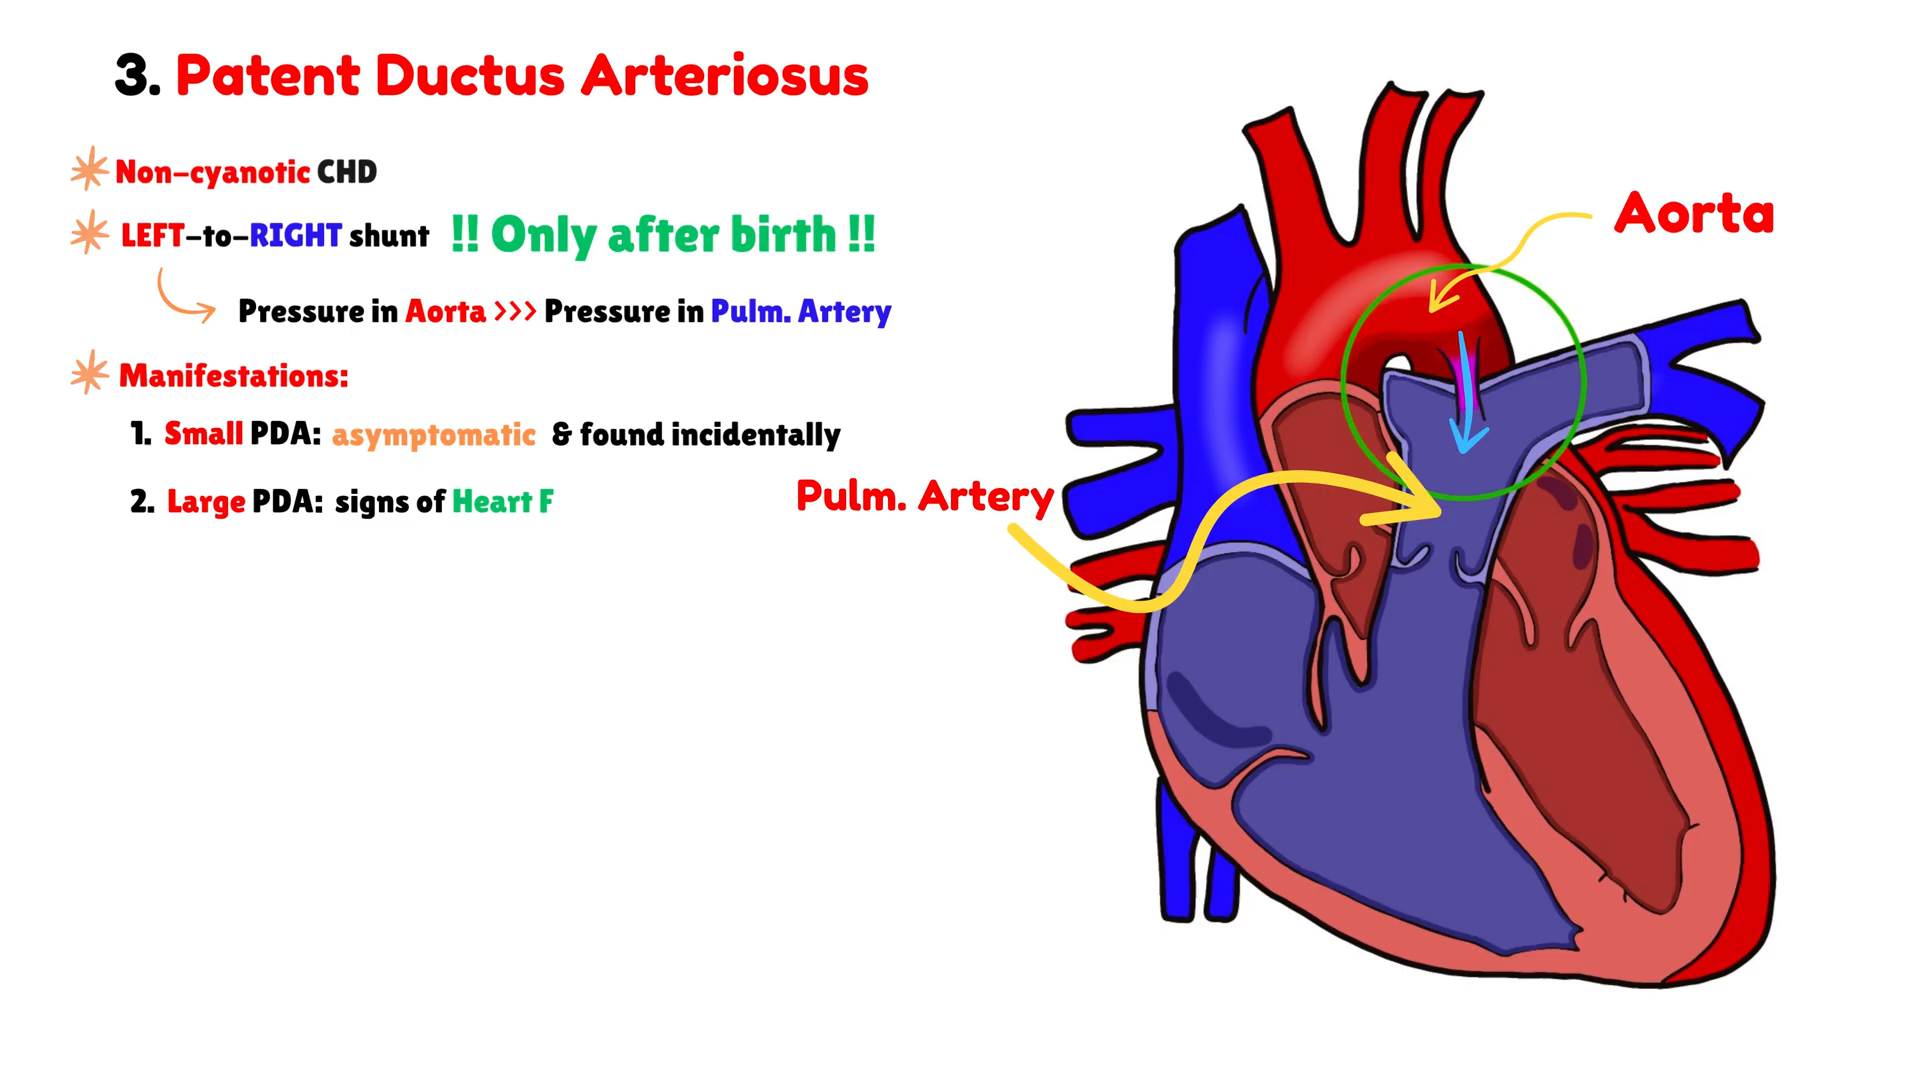 3. Patent Ductus Arteriosus
Non-cyanotic CHD
LEFT-to-RIGHT shunt !! Only after birth !!
Pressure in Aorta >>> Pressure in Pulm. Artery
Manifestations:
1. Small PDA: asymptomatic & found incidentally
2. Large PDA: signs of Heart F
Aorta
Pulm. Artery